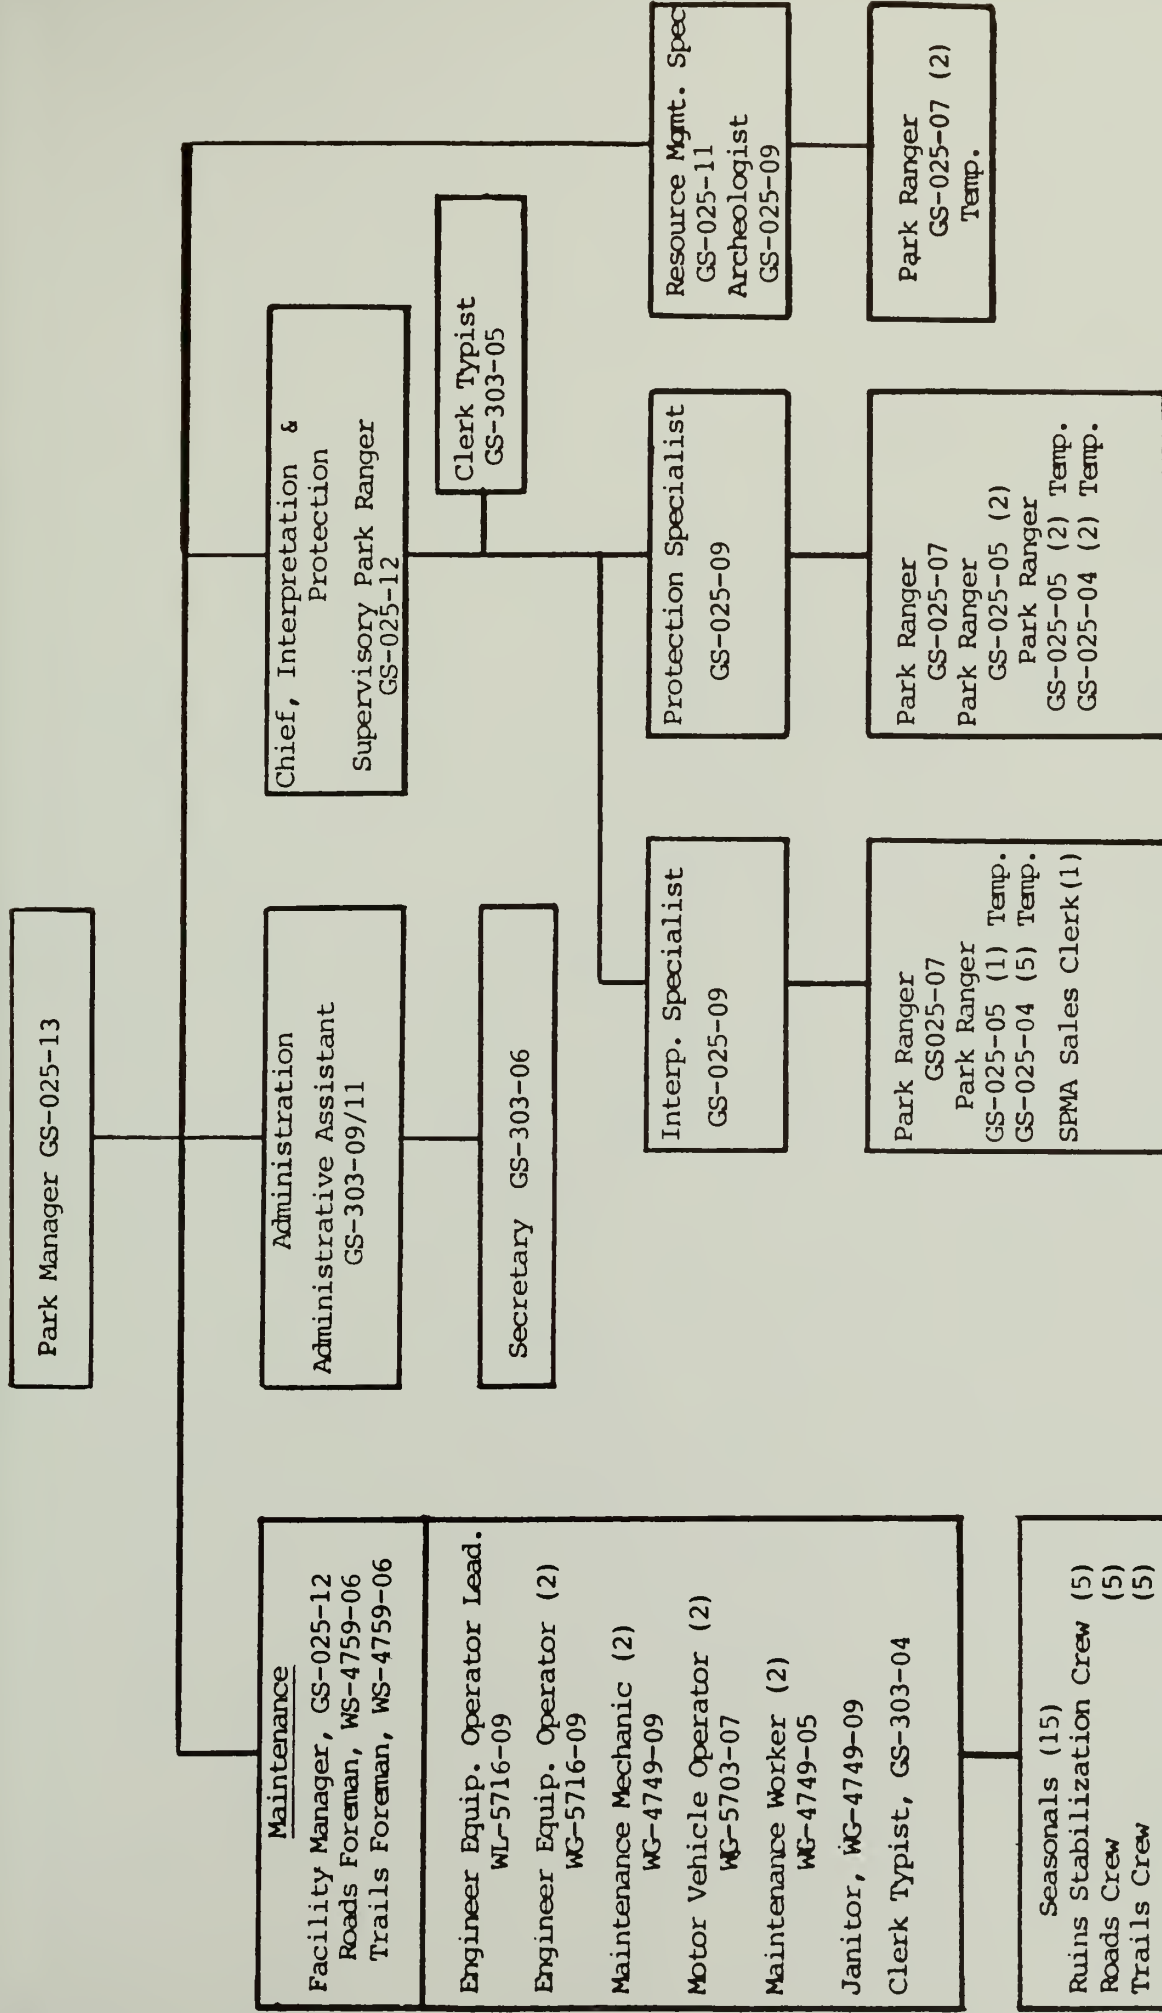 Park Manager GS-025-13
Maintenance
Facility Manager, GS-025-12
Roads Foreman, WS-4759-06
Trails Foreman, WS-4759-06
Engineer Equip. Operator Lead.
WL-5716-09
Engineer Equip. Operator (2)
WG-5716-09
Maintenance Mechanic (2)
WG-4749-09
Motor Vehicle Operator (2)
WG-5703-07
Maintenance Worker (2)
WG-4749-05
Janitor, WG-4749-09
Clerk Typist, GS-303-04
Seasonals (15)
Ruins Stabilization Crew (5)
Roads Crew (5)
Trails Crew (5)
Administration
Administrative Assistant
GS-303-09/11
Secretary GS-303-06
Chief, Interpretation &
Protection
Supervisory Park Ranger
GS-025-12
Clerk Typist
GS-303-05
Interp. Specialist
GS-025-09
Park Ranger
GS025-07
Park Ranger
GS-025-05 (1) Temp.
GS-025-04 (5) Temp.
SPMA Sales Clerk(1)
Protection Specialist
GS-025-09
Park Ranger
GS-025-07
Park Ranger
GS-025-05 (2)
Park Ranger
GS-025-05 (2) Temp.
GS-025-04 (2) Temp.
Resource Mgmt. Spec
GS-025-11
Archeologist
GS-025-09
Park Ranger
GS-025-07 (2)
Temp.